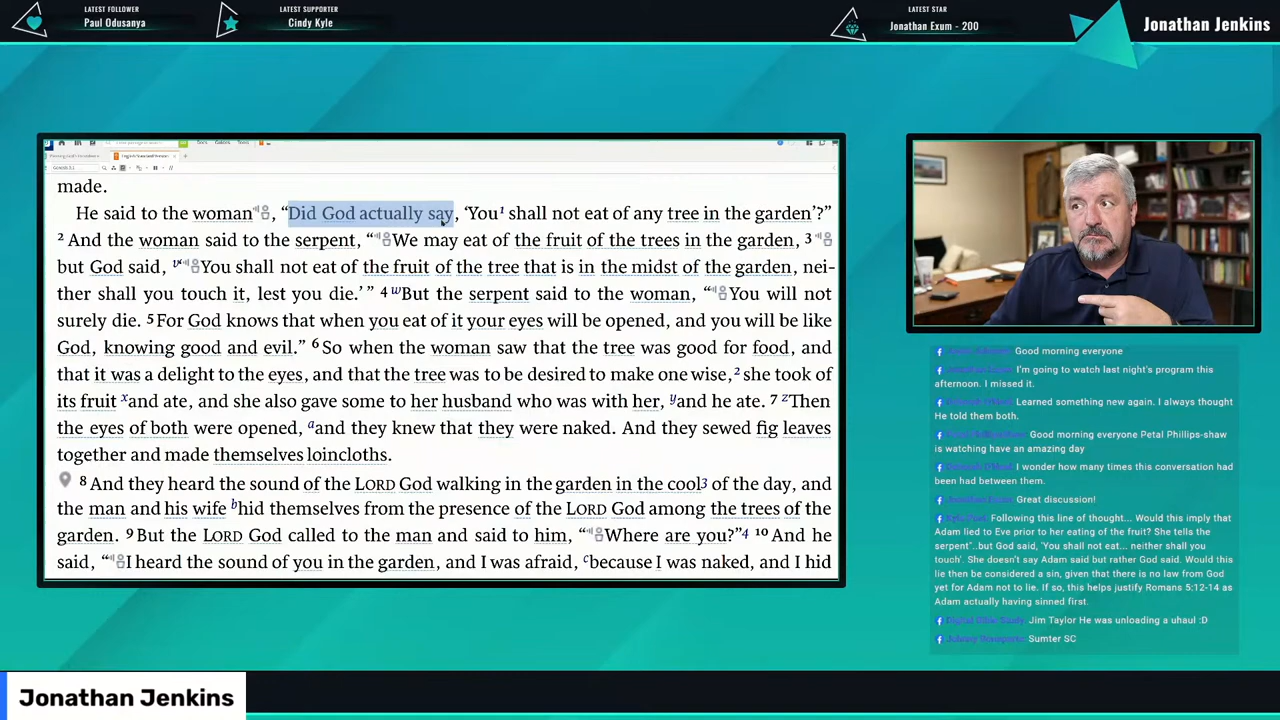 LATEST FOLLOWER
Paul Odusanya
LATEST SUPPORTER
Cindy Kyle
LATEST STAR
Jonathan Exum - 200
Jonathan Jenkins
made.
He said to the woman, “Did God actually say, ‘You¹ shall not eat of any tree in the garden’?”
² And the woman said to the serpent, “We may eat of the fruit of the trees in the garden, ³
but God said, ᵛ“You shall not eat of the fruit of the tree that is in the midst of the garden, nei-
ther shall you touch it, lest you die.’” ⁴ ʷBut the serpent said to the woman, “You will not
surely die. ⁵ For God knows that when you eat of it your eyes will be opened, and you will be like
God, knowing good and evil.” ⁶ So when the woman saw that the tree was good for food, and
that it was a delight to the eyes, and that the tree was to be desired to make one wise,² she took of
its fruit ˣand ate, and she also gave some to her husband who was with her, ʸand he ate. 7 ᶻThen
the eyes of both were opened, ᵃand they knew that they were naked. And they sewed fig leaves
together and made themselves loincloths.
8 And they heard the sound of the LORD God walking in the garden in the cool³ of the day, and
the man and his wife ᵇhid themselves from the presence of the LORD God among the trees of the
garden. 9 But the LORD God called to the man and said to him, “Where are you?”⁴ 10 And he
said, “I heard the sound of you in the garden, and I was afraid, ᶜbecause I was naked, and I hid
Good morning everyone
I'm going to watch last night's program this
afternoon. I missed it.
Learned something new again. I always thought
He told them both.
Good morning everyone Petal Phillips-shaw
is watching have an amazing day
I wonder how many times this conversation had
been had between them.
Great discussion!
Following this line of thought... Would this imply that
Adam lied to Eve prior to her eating of the fruit? She tells the
serpent"..but God said, 'You shall not eat... neither shall you
touch'. She doesn't say Adam said but rather God said. Would this
lie then be considered a sin, given that there is no law from God
yet for Adam not to lie. If so, this helps justify Romans 5:12-14 as
Adam actually having sinned first.
Digital Bible Study: Jim Taylor He was unloading a uhaul :D
Sumter SC
Jonathan Jenkins